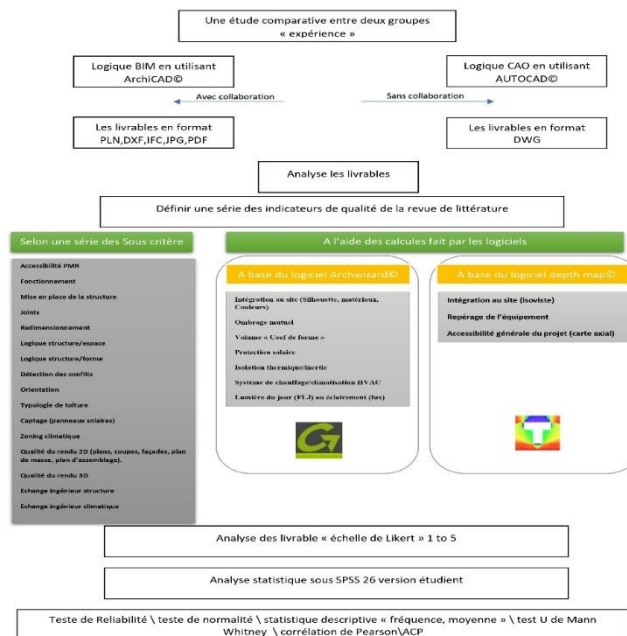 Une étude comparative entre deux groupes
« expérience »
Logique BIM en utilisant
ArchiCAD©
Logique CAO en utilisant
AUTOCAD©
Avec collaboration
Sans collaboration
Les livrables en format
PLN,DXF,IFC,JPG,PDF
Les livrables en format
DWG
Analyse les livrables
Définir une série des indicateurs de qualité de la revue de littérature
Selon une série des Sous critère
Accessibilité PMR
Fonctionnement
Mise en place de la structure
Joints
Redimensionnement
Logique structure/espace
Logique structure/forme
Détection des conflits
Orientation
Typologie de toiture
Captage (panneaux solaires)
Zoning climatique
Qualité du rendu 2D (plans, coupes, façades, plan
de masse, plan d'assemblage).
Qualité du rendu 3D
Echange ingénieur structure
Echange ingénieur climatique
A l'aide des calcules fait par les logiciels
A base du logiciel Archwizard©
Intégration au site (Silhouette, matériaux,
Couleurs)
Ombrage mutuel
Volume « Coef de forme »
Protection solaire
Isolation thermique/inertie
Système de chauffage/climatisation HVAC
Lumière du jour (FLJ) ou éclairement (lux)
A base du logiciel depth map©
Intégration au site (isoviste)
Repérage de l'équipement
Accessibilité générale du projet (carte axial)
Analyse des livrable « échelle de Likert » 1 to 5
Analyse statistique sous SPSS 26 version étudient
Teste de Reliabilité \ teste de normalité \ statistique descriptive « fréquence, moyenne » \ test U de Mann
Whitney \ corrélation de Pearson\ACP